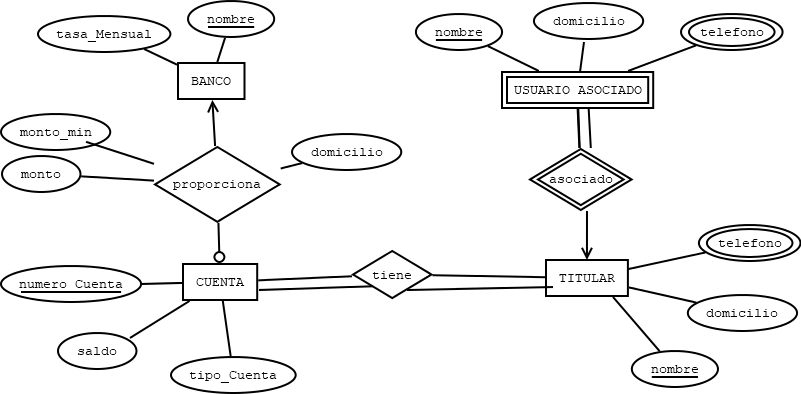 nombre
tasa_Mensual
BANCO
nombre
domicilio
telefono
USUARIO ASOCIADO
monto_min
monto
domicilio
proporciona
asociado
numero Cuenta
CUENTA
tiene
TITULAR
telefono
domicilio
saldo
tipo_Cuenta
nombre